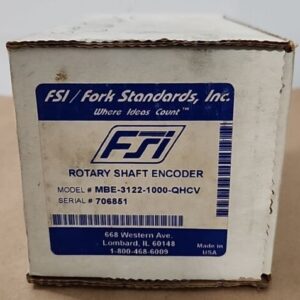 FSI / Fork Standards, Inc.
Where Ideas Count ™
FSI
ROTARY SHAFT ENCODER
MODEL # MBE-3122-1000-QHCV
SERIAL # 706851
668 Western Ave.
Lombard, IL 60148
1-800-468-6009
Made in
USA